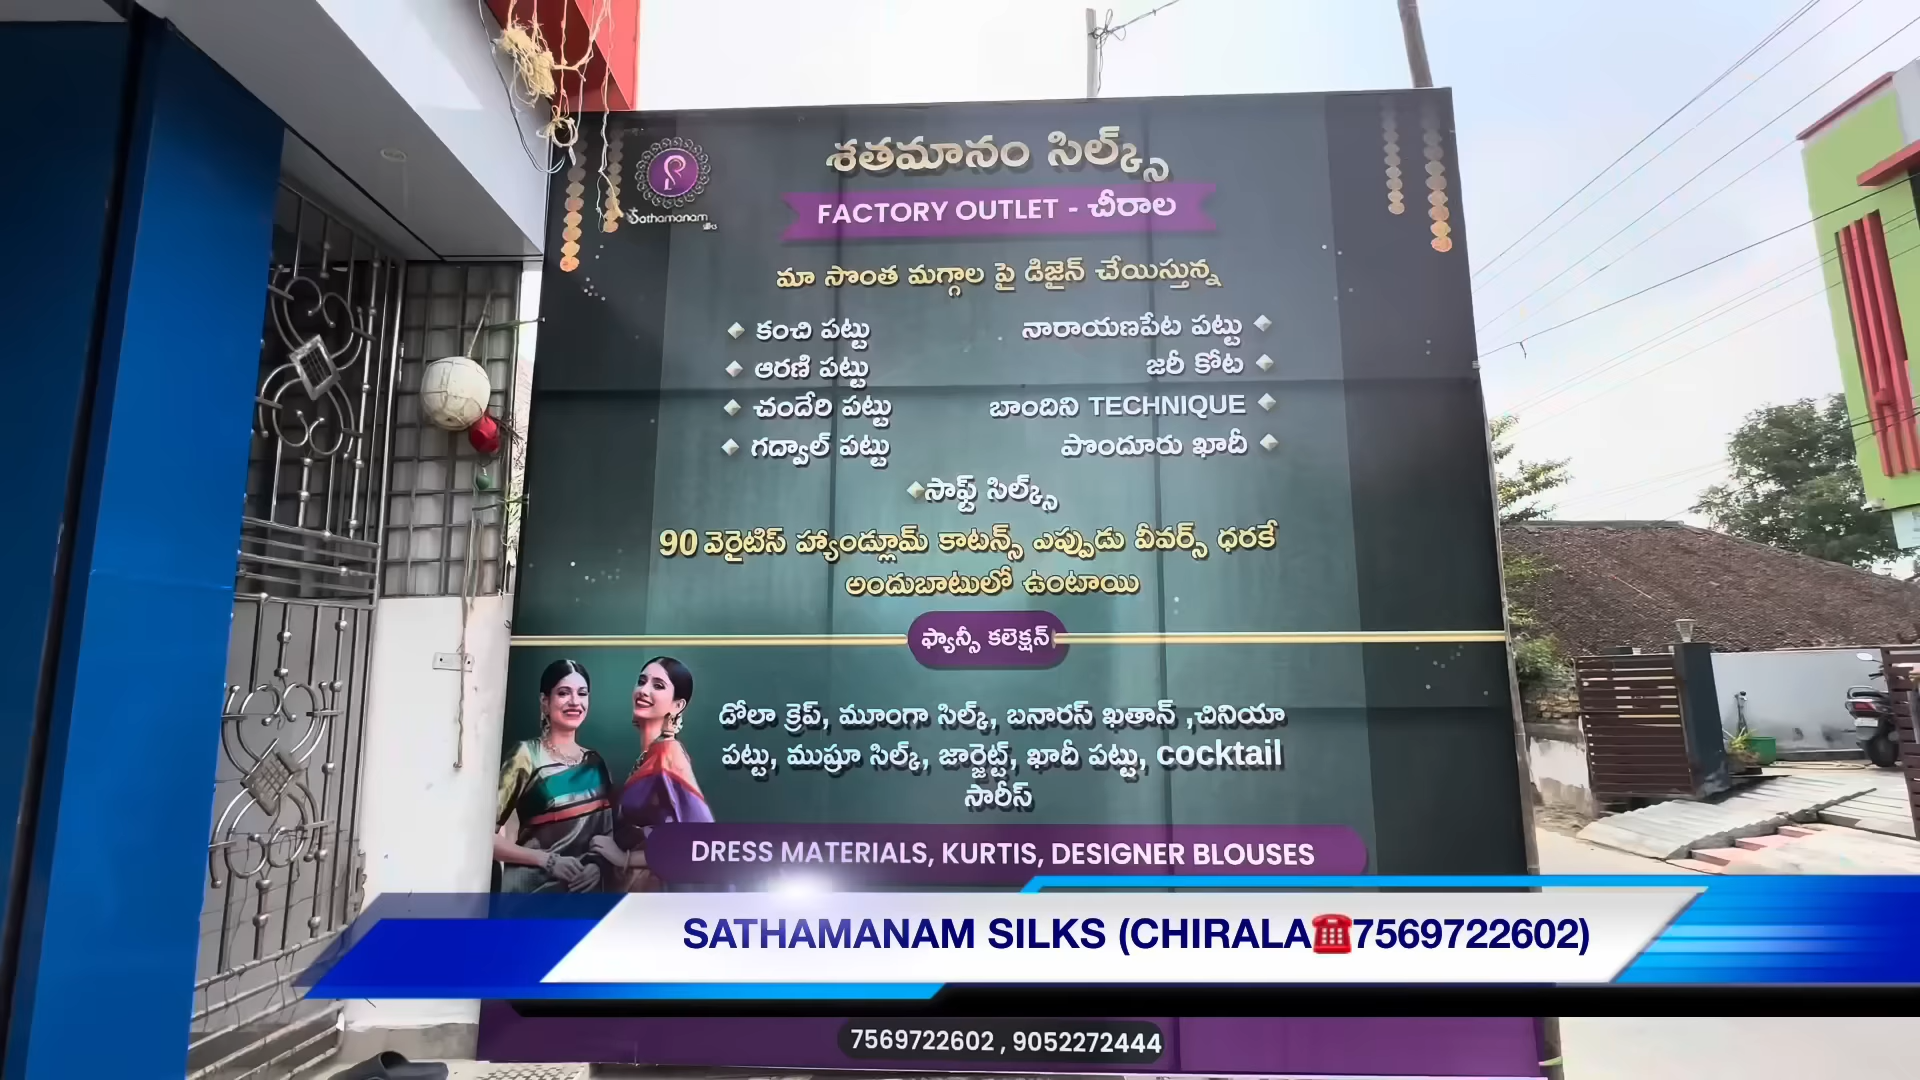 శతమానం సిల్క్స్
Sathamanam
silks
FACTORY OUTLET - చీరాల
మా సొంత మగ్గాల పై డిజైన్ చేయిస్తున్న
కంచి పట్టు
నారాయణపేట పట్టు
ఆరణి పట్టు
జరీ కోట
చందేరి పట్టు
బాందిని TECHNIQUE
గద్వాల్ పట్టు
పొందూరు ఖాదీ
సాఫ్ట్ సిల్క్స్
90 వెరైటీస్ హ్యాండ్లూమ్ కాటన్స్ ఎప్పుడు వీవర్స్ ధరకే
అందుబాటులో ఉంటాయి
ఫ్యాన్సీ కలెక్షన్
డోలా క్రెప్, మూంగా సిల్క్, బనారస్ ఖతాన్ ,చినియా
పట్టు, ముష్రూ సిల్క్, జార్జెట్ట్, ఖాదీ పట్టు, cocktail
సారీస్
DRESS MATERIALS, KURTIS, DESIGNER BLOUSES
SATHAMANAM SILKS (CHIRALA☎️7569722602)
7569722602 , 9052272444